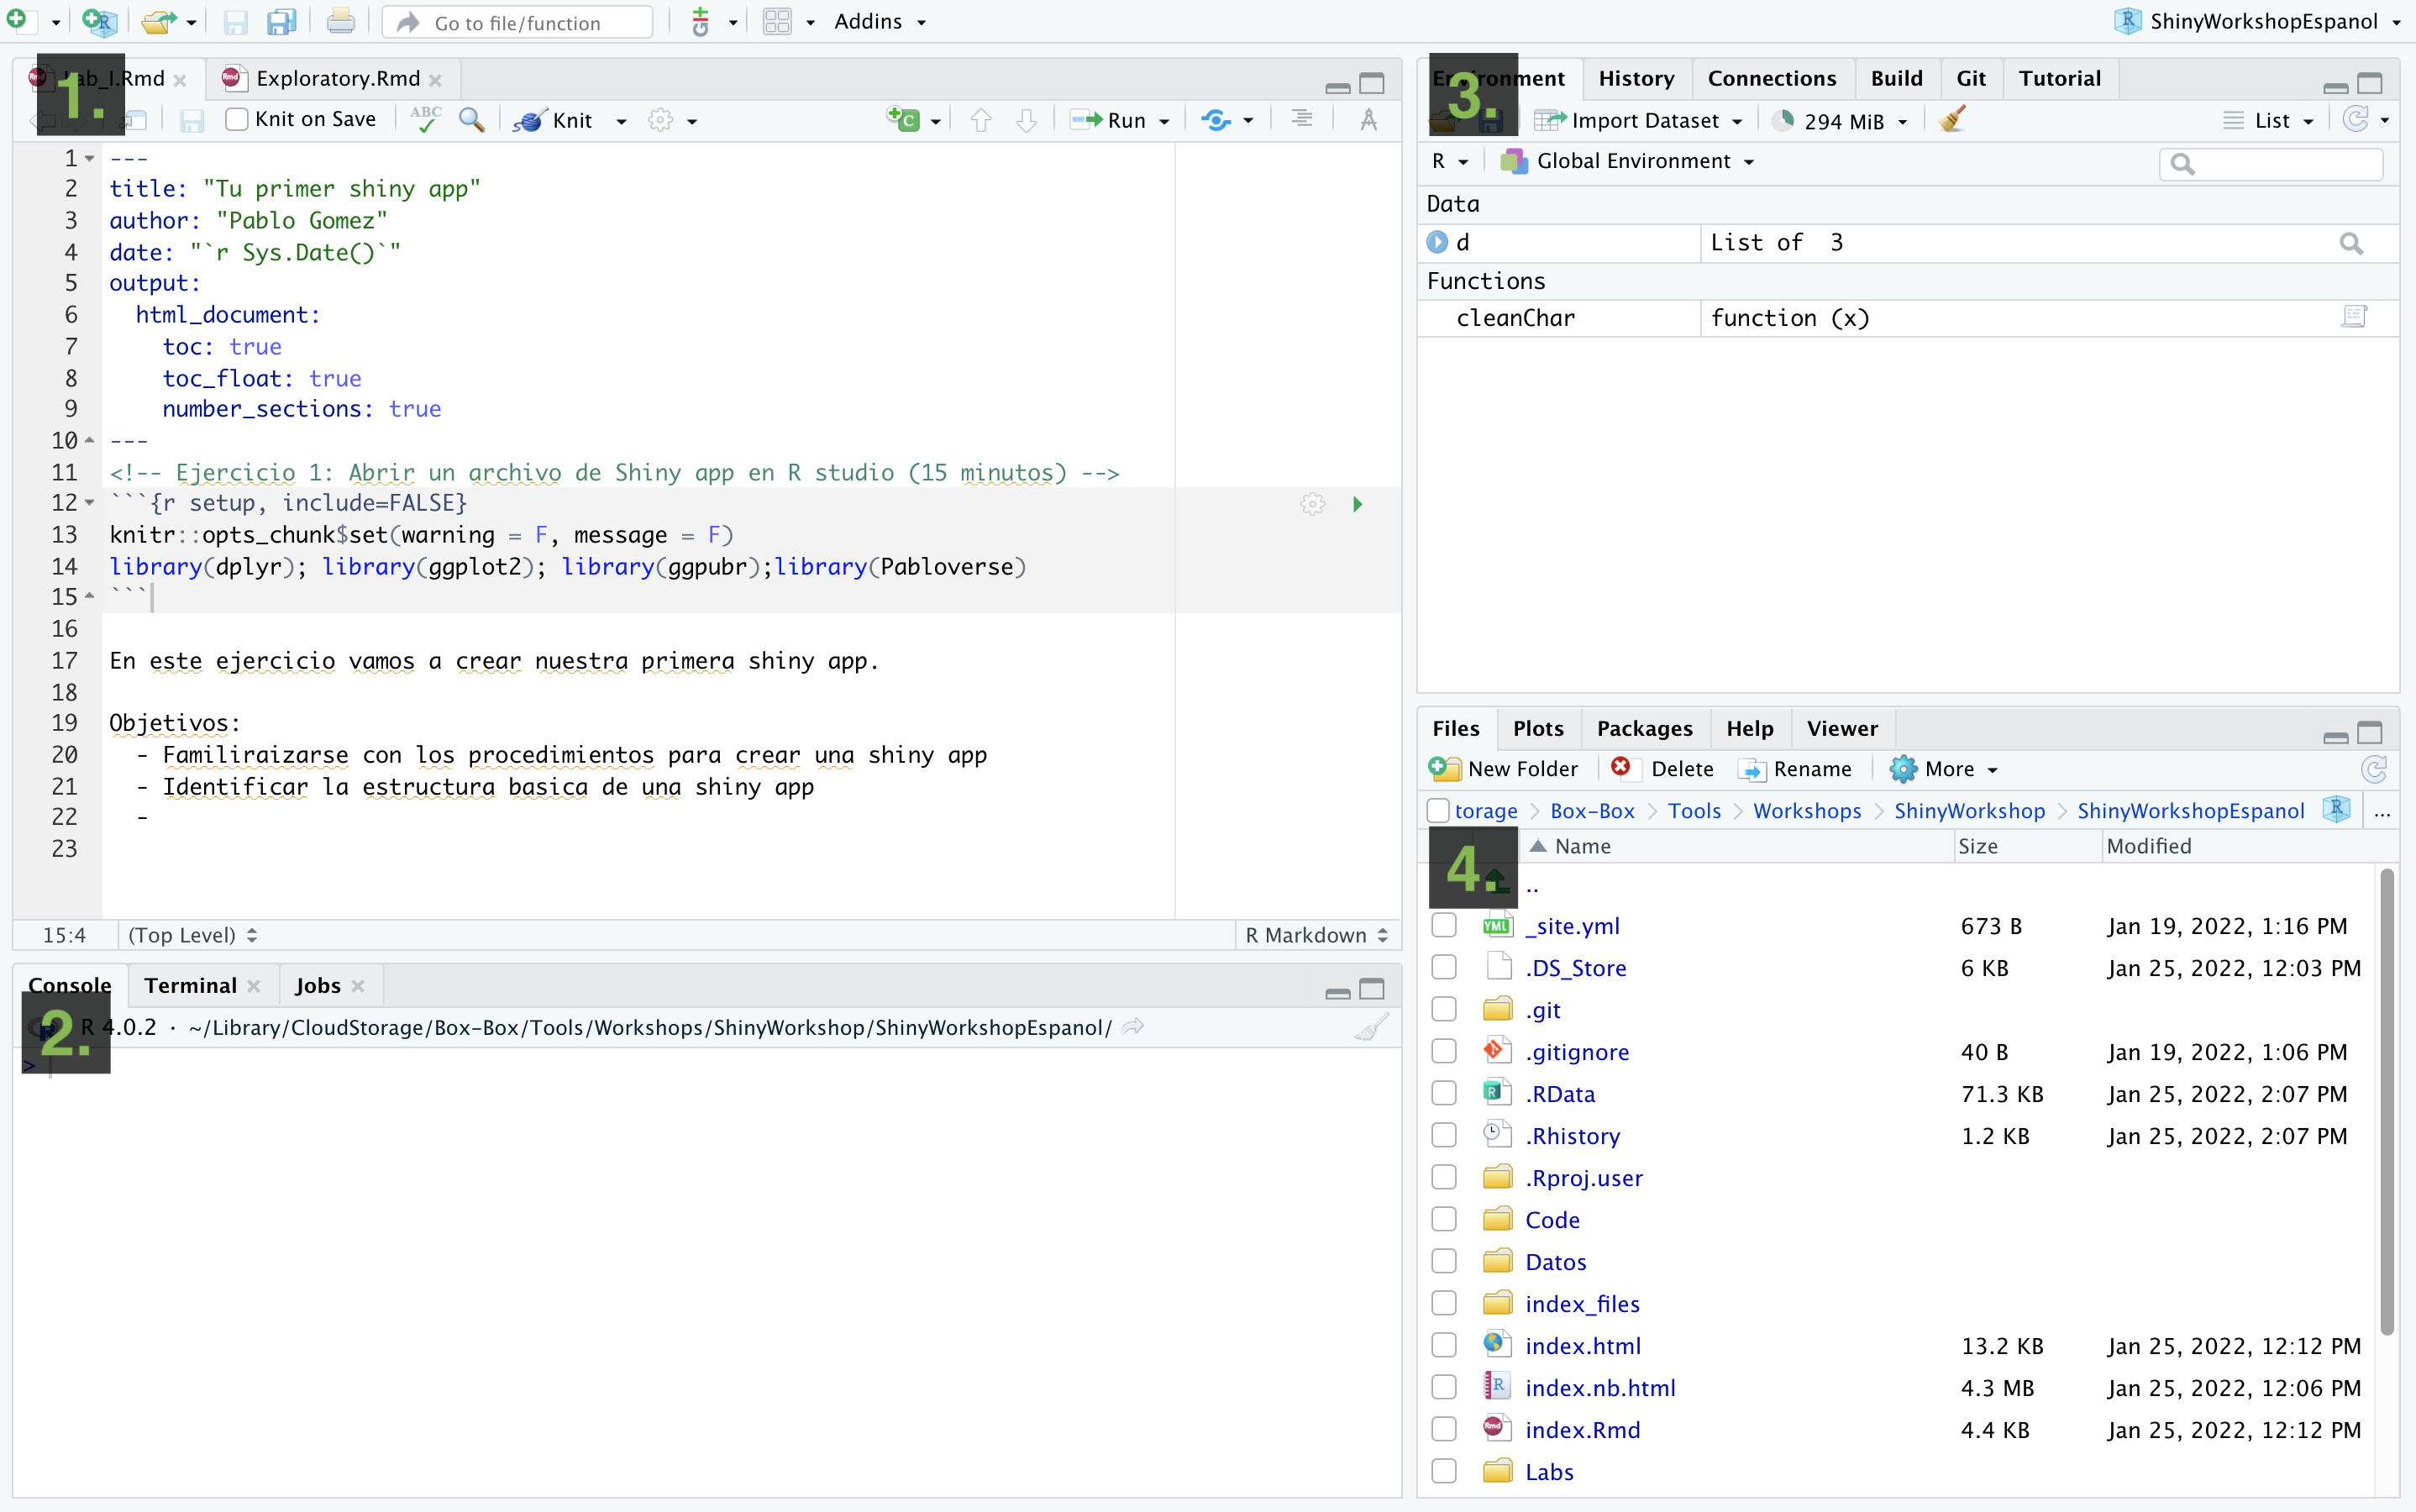 Go to file/function
Addins
ShinyWorkshopEspanol
1.
ab_I.Rmd
Exploratory.Rmd
Knit on Save
ABC
Knit
Run
1 ---
2 title: "Tu primer shiny app"
3 author: "Pablo Gomez"
4 date: "`r Sys.Date()`"
5 output:
6 html_document:
7 toc: true
8 toc_float: true
9 number_sections: true
10 ---
11 <!-- Ejercicio 1: Abrir un archivo de Shiny app en R studio (15 minutos) -->
12 ```{r setup, include=FALSE}
13 knitr::opts_chunk$set(warning = F, message = F)
14 library(dplyr); library(ggplot2); library(ggpubr);library(Pabloverse)
15 ```
16
17 En este ejercicio vamos a crear nuestra primera shiny app.
18
19 Objetivos:
20 - Familiraizarse con los procedimientos para crear una shiny app
21 - Identificar la estructura basica de una shiny app
22 -
23
15:4 (Top Level) R Markdown
Console Terminal Jobs
2.
R 4.0.2 · ~/Library/CloudStorage/Box-Box/Tools/Workshops/ShinyWorkshop/ShinyWorkshopEspanol/
>
3.
Environment History Connections Build Git Tutorial
Import Dataset 294 MiB List
R Global Environment
Data
d List of 3
Functions
cleanChar function (x)
Files Plots Packages Help Viewer
New Folder Delete Rename More
torage Box-Box Tools Workshops ShinyWorkshop ShinyWorkshopEspanol ...
4.
Name Size Modified
..
_site.yml 673 B Jan 19, 2022, 1:16 PM
.DS_Store 6 KB Jan 25, 2022, 12:03 PM
.git
.gitignore 40 B Jan 19, 2022, 1:06 PM
.RData 71.3 KB Jan 25, 2022, 2:07 PM
.Rhistory 1.2 KB Jan 25, 2022, 2:07 PM
.Rproj.user
Code
Datos
index_files
index.html 13.2 KB Jan 25, 2022, 12:12 PM
index.nb.html 4.3 MB Jan 25, 2022, 12:06 PM
index.Rmd 4.4 KB Jan 25, 2022, 12:12 PM
Labs